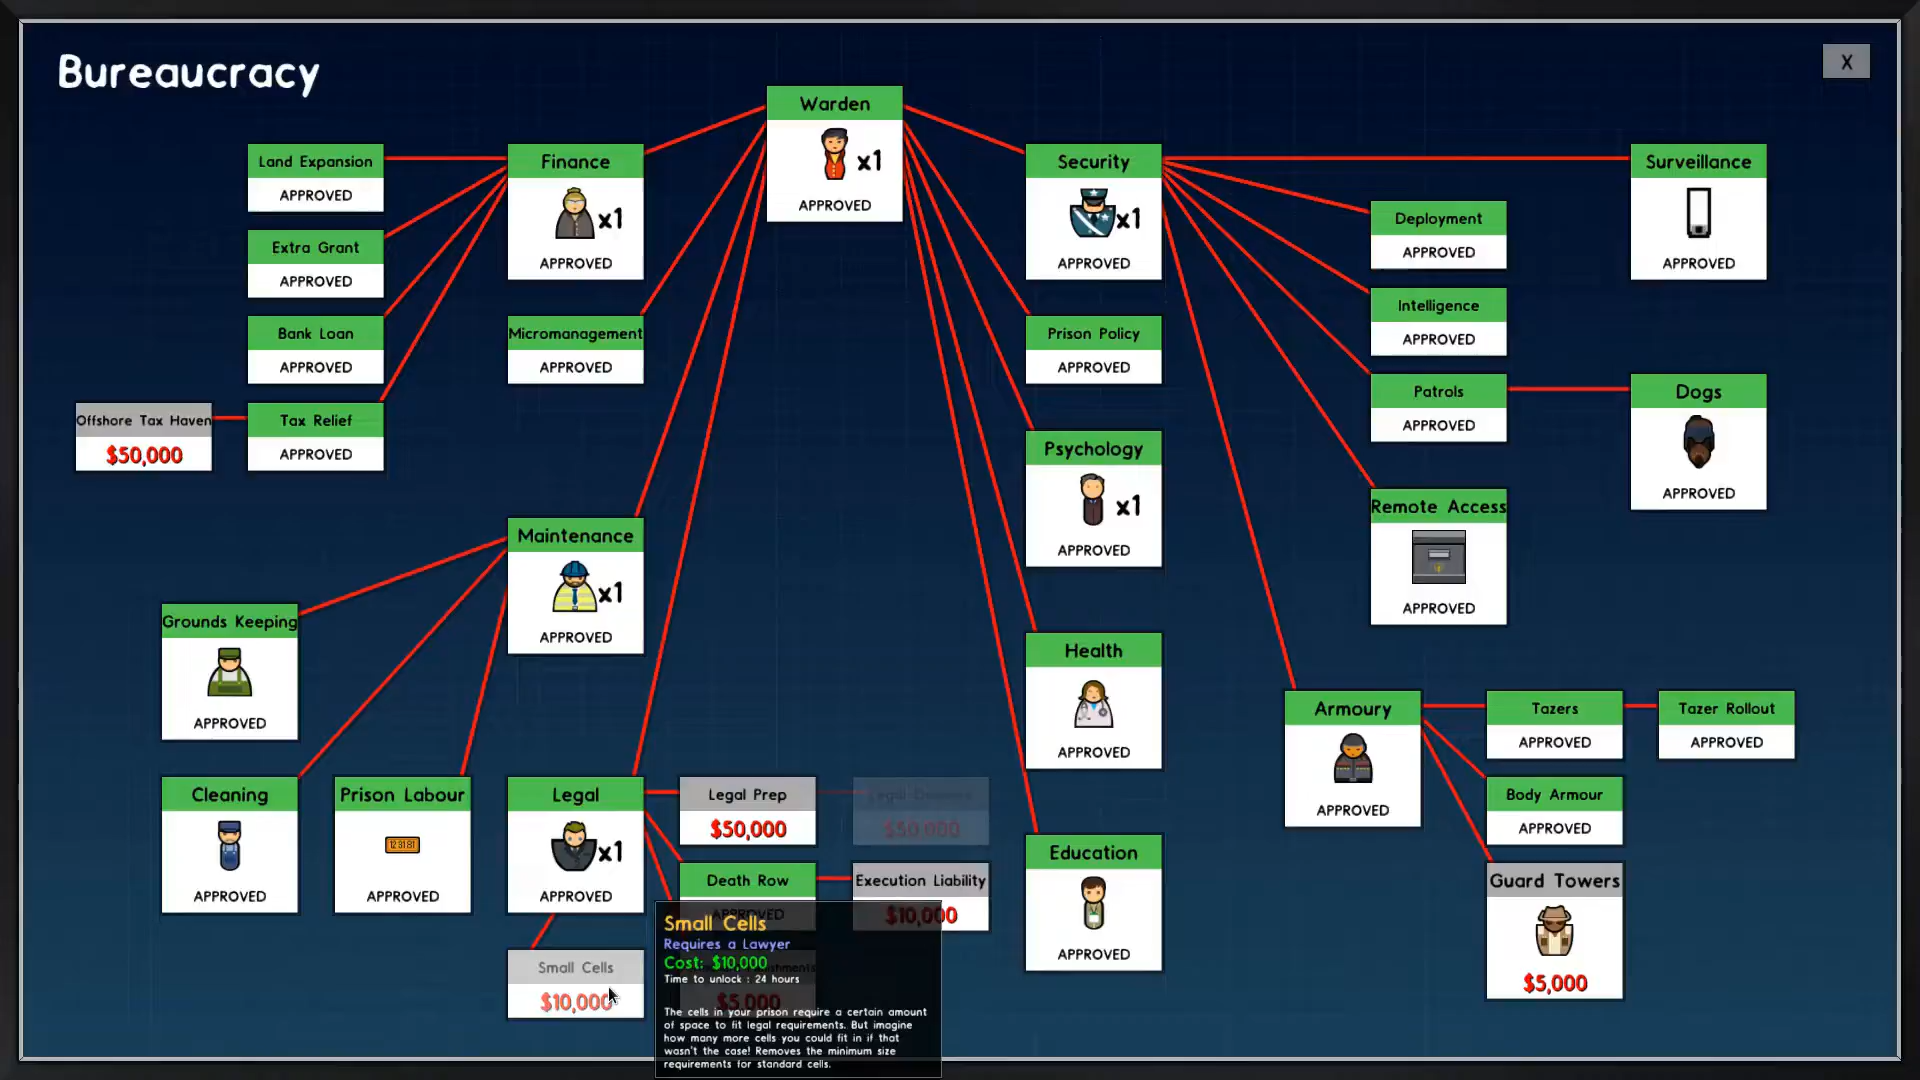 Bureaucracy
X
Warden
x1
APPROVED
Land Expansion
APPROVED
Finance
x1
APPROVED
Security
x1
APPROVED
Surveillance
APPROVED
Deployment
APPROVED
Extra Grant
APPROVED
Intelligence
APPROVED
Bank Loan
APPROVED
Micromanagement
APPROVED
Prison Policy
APPROVED
Patrols
APPROVED
Dogs
APPROVED
Offshore Tax Haven
$50,000
Tax Relief
APPROVED
Psychology
x1
APPROVED
Remote Access
APPROVED
Maintenance
x1
APPROVED
Grounds Keeping
APPROVED
Health
APPROVED
Armoury
APPROVED
Tazers
APPROVED
Tazer Rollout
APPROVED
Cleaning
APPROVED
Prison Labour
123181
APPROVED
Legal
x1
APPROVED
Legal Prep
$50,000
$50,000
Body Armour
APPROVED
Education
APPROVED
Death Row
APPROVED
Execution Liability
$10,000
Guard Towers
$5,000
Small Cells
$10,000
$5,000
Small Cells
Requires a Lawyer
Cost: $10,000
Time to unlock : 24 hours
The cells in your prison require a certain amount
of space to fit legal requirements. But imagine
how many more cells you could fit in if that
wasn't the case! Removes the minimum size
requirements for standard cells.